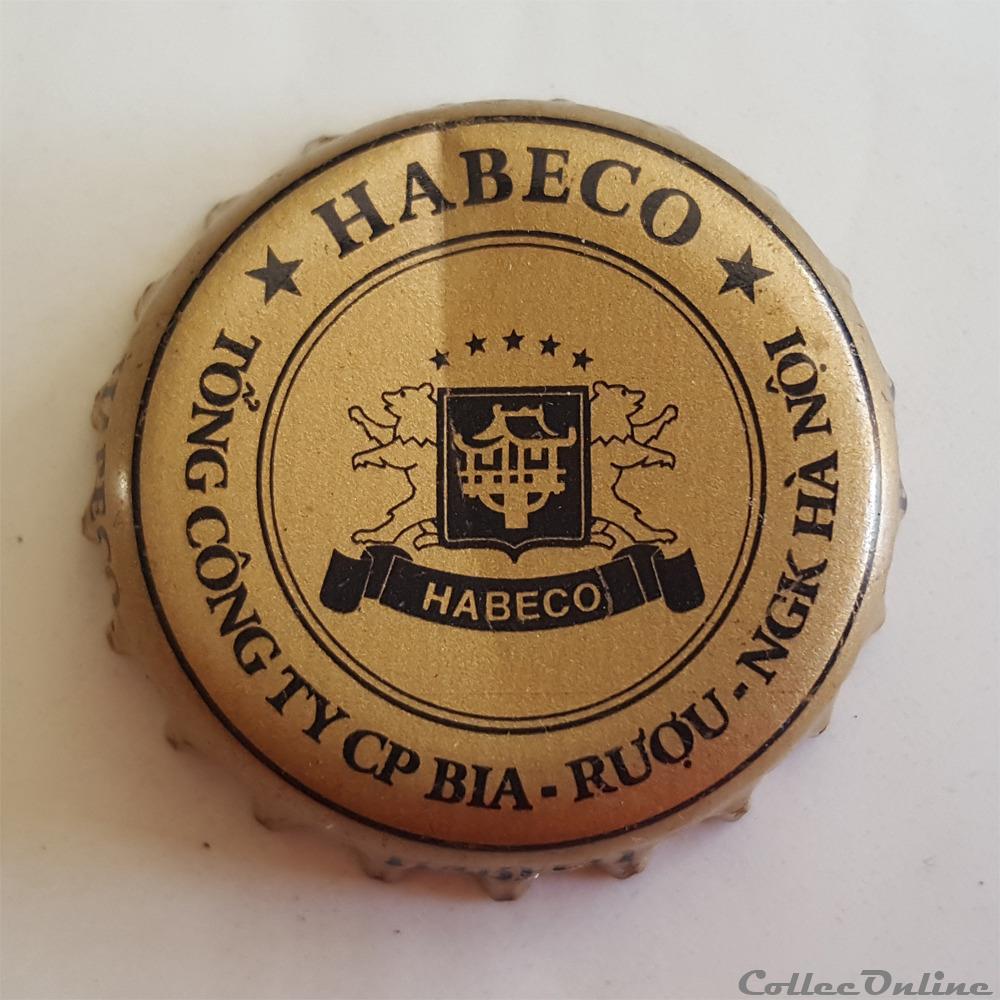 HABECO
TỔNG CÔNG TY CP BIA - RƯỢU - NGK HÀ NỘI
HABECO
CollecOnline